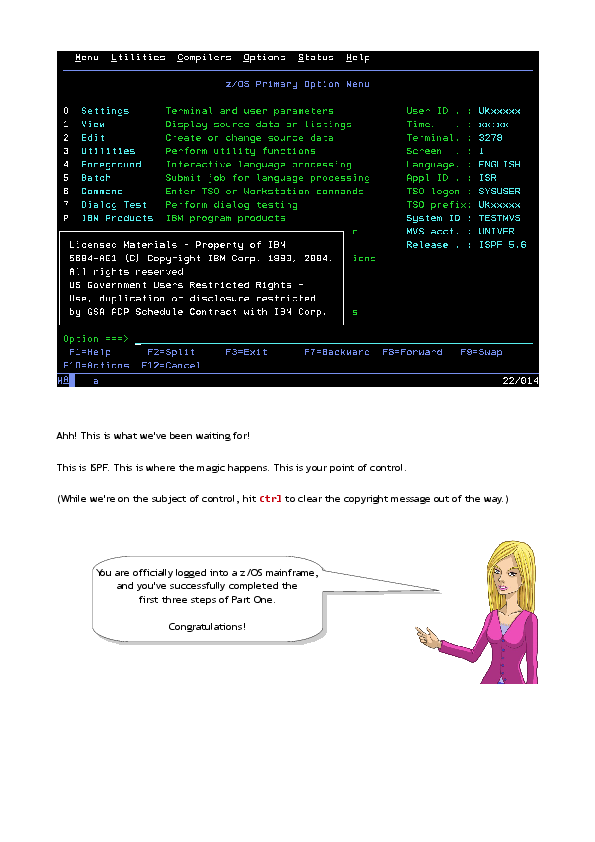 Menu Utilities Compilers Options Status Help
z/OS Primary Option Menu
0 Settings Terminal and user parameters User ID . : UKxxxxx
1 View Display source data or listings Time. . . : xx:xx
2 Edit Create or change source data Terminal. : 3278
3 Utilities Perform utility functions Screen. . : 1
4 Foreground Interactive language processing Language. : ENGLISH
5 Batch Submit job for language processing Appl ID . : ISR
6 Command Enter TSO or Workstation commands TSO logon : SYSUSER
7 Dialog Test Perform dialog testing TSO prefix: UKxxxxx
P IBM Products IBM program products System ID : TESTMVS
r MVS acct. : UNIVER
Licensed Materials - Property of IBM Release . : ISPF 5.6
5694-A01 (C) Copyright IBM Corp. 1990, 2004. ions
All rights reserved
US Government Users Restricted Rights -
Use, duplication or disclosure restricted
by GSA ADP Schedule Contract with IBM Corp. s
Option ===>
F1=Help F2=Split F3=Exit F7=Backward F8=Forward F9=Swap
F10=Actions F12=Cancel
MA a 22/014
Ahh! This is what we've been waiting for!
This is ISPF. This is where the magic happens. This is your point of control.
(While we're on the subject of control, hit Ctrl to clear the copyright message out of the way.)
You are officially logged into a z/OS mainframe,
and you've successfully completed the
first three steps of Part One.
Congratulations!